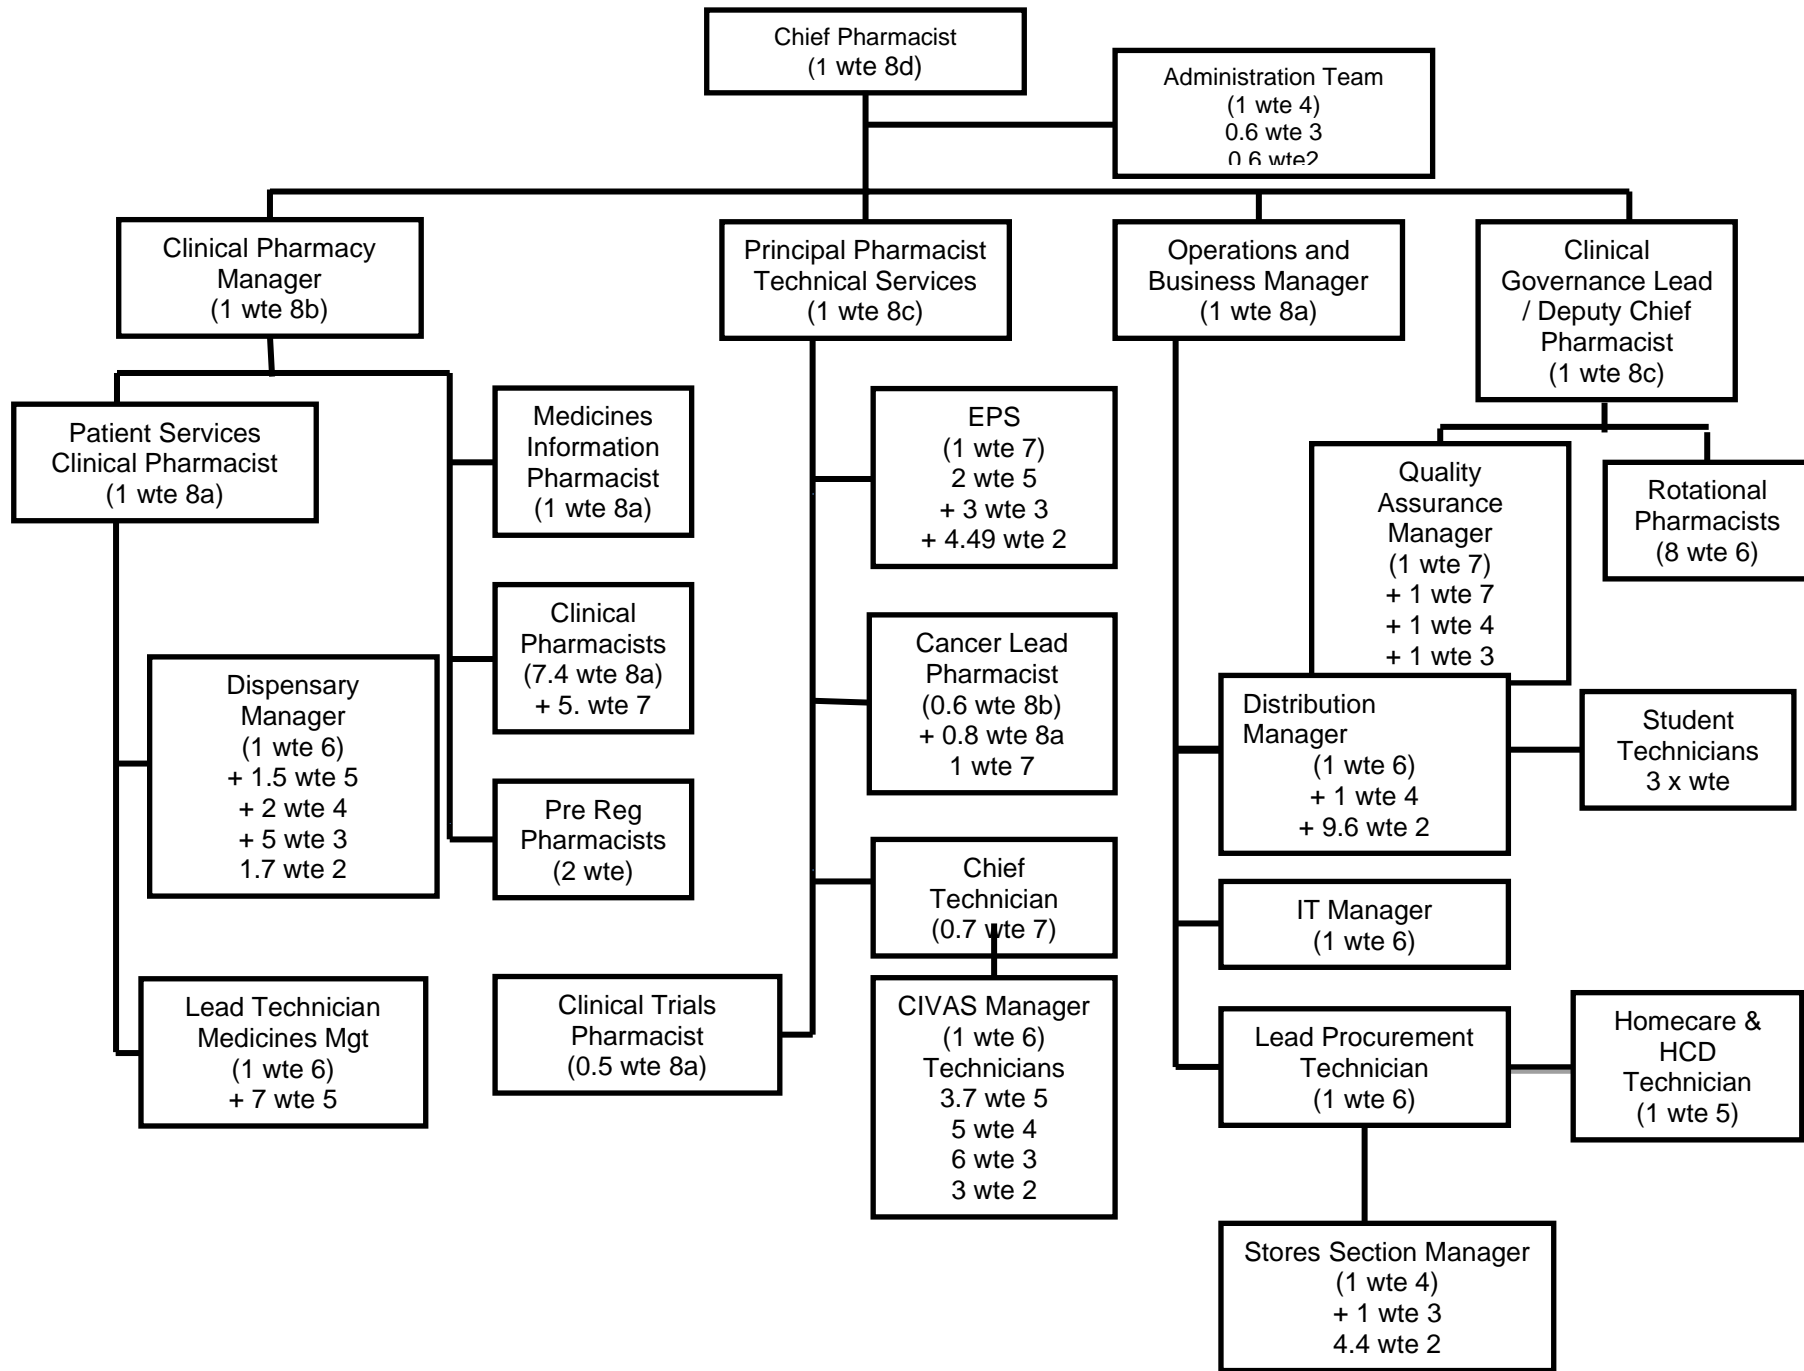 Chief Pharmacist
(1 wte 8d)
Administration Team
(1 wte 4)
0.6 wte 3
0.6 wte2
Clinical Pharmacy
Manager
(1 wte 8b)
Principal Pharmacist
Technical Services
(1 wte 8c)
Operations and
Business Manager
(1 wte 8a)
Clinical
Governance Lead
/ Deputy Chief
Pharmacist
(1 wte 8c)
Patient Services
Clinical Pharmacist
(1 wte 8a)
Medicines
Information
Pharmacist
(1 wte 8a)
EPS
(1 wte 7)
2 wte 5
+ 3 wte 3
+ 4.49 wte 2
Quality
Assurance
Manager
(1 wte 7)
+ 1 wte 7
+ 1 wte 4
+ 1 wte 3
Rotational
Pharmacists
(8 wte 6)
Clinical
Pharmacists
(7.4 wte 8a)
+ 5. wte 7
Cancer Lead
Pharmacist
(0.6 wte 8b)
+ 0.8 wte 8a
1 wte 7
Dispensary
Manager
(1 wte 6)
+ 1.5 wte 5
+ 2 wte 4
+ 5 wte 3
1.7 wte 2
Distribution
Manager
(1 wte 6)
+ 1 wte 4
+ 9.6 wte 2
Student
Technicians
3 x wte
Pre Reg
Pharmacists
(2 wte)
Chief
Technician
(0.7 wte 7)
IT Manager
(1 wte 6)
Lead Technician
Medicines Mgt
(1 wte 6)
+ 7 wte 5
Clinical Trials
Pharmacist
(0.5 wte 8a)
CIVAS Manager
(1 wte 6)
Technicians
3.7 wte 5
5 wte 4
6 wte 3
3 wte 2
Lead Procurement
Technician
(1 wte 6)
Homecare &
HCD
Technician
(1 wte 5)
Stores Section Manager
(1 wte 4)
+ 1 wte 3
4.4 wte 2